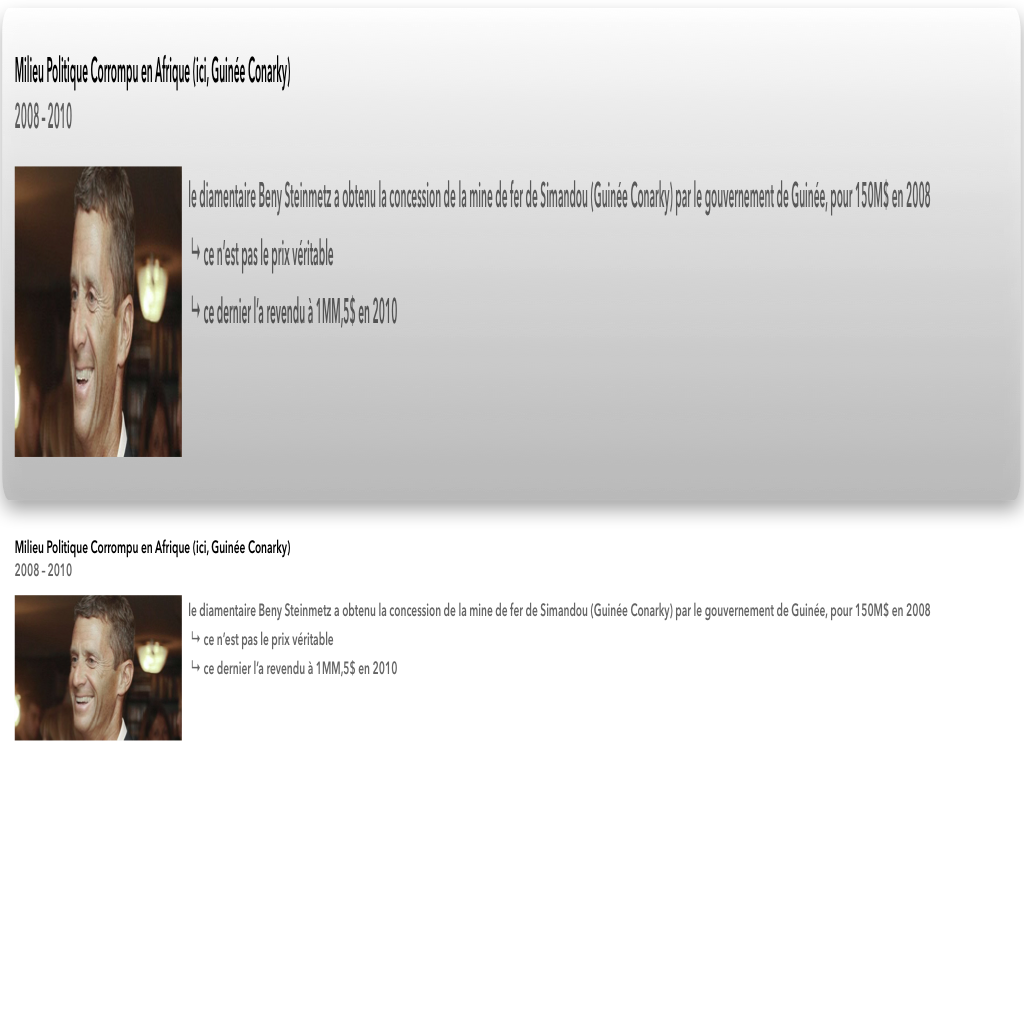 Milieu Politique Corrompu en Afrique (ici, Guinée Conarky)
2008 - 2010
le diamentaire Beny Steinmetz a obtenu la concession de la mine de fer de Simandou (Guinée Conarky) par le gouvernement de Guinée, pour 150M$ en 2008
↳ ce n’est pas le prix véritable
↳ ce dernier l’a revendu à 1MM,5$ en 2010
Milieu Politique Corrompu en Afrique (ici, Guinée Conarky)
2008 - 2010
le diamentaire Beny Steinmetz a obtenu la concession de la mine de fer de Simandou (Guinée Conarky) par le gouvernement de Guinée, pour 150M$ en 2008
↳ ce n’est pas le prix véritable
↳ ce dernier l’a revendu à 1MM,5$ en 2010